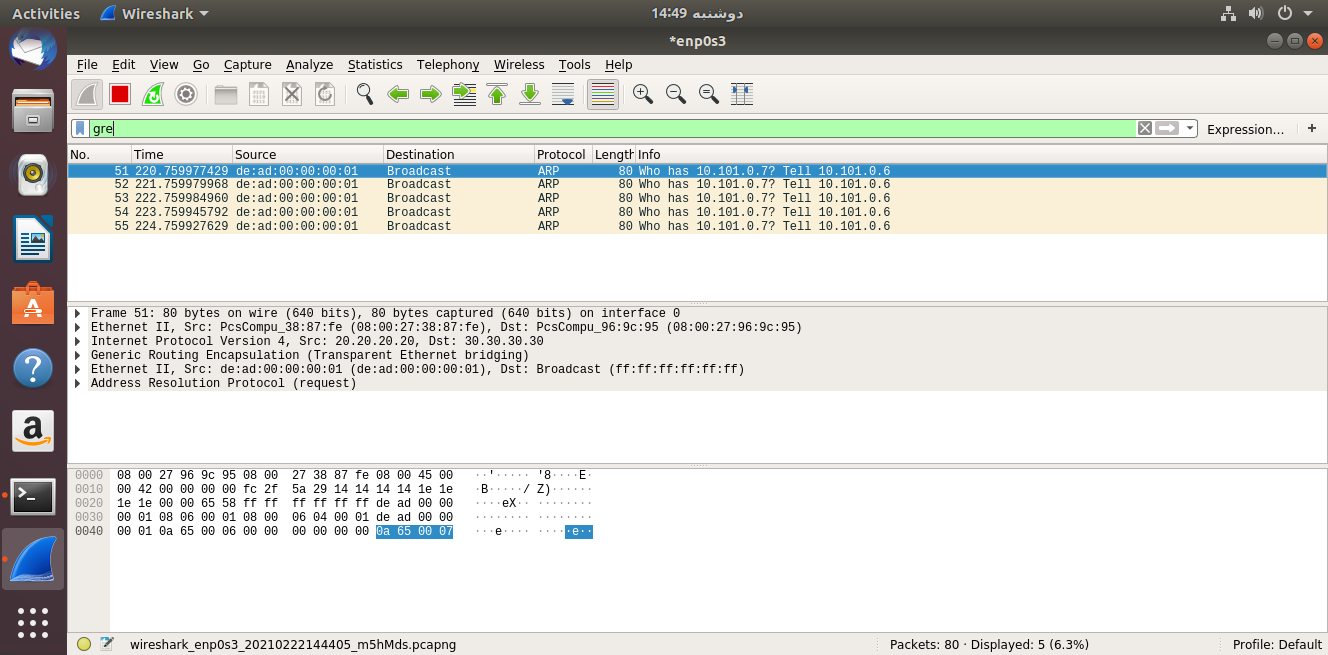 Activities Wireshark دوشنبه 14:49
*enp0s3
File Edit View Go Capture Analyze Statistics Telephony Wireless Tools Help
gre Expression… +
No. Time Source Destination Protocol Length Info
51 220.759977429 de:ad:00:00:00:01 Broadcast ARP 80 Who has 10.101.0.7? Tell 10.101.0.6
52 221.759979968 de:ad:00:00:00:01 Broadcast ARP 80 Who has 10.101.0.7? Tell 10.101.0.6
53 222.759984960 de:ad:00:00:00:01 Broadcast ARP 80 Who has 10.101.0.7? Tell 10.101.0.6
54 223.759945792 de:ad:00:00:00:01 Broadcast ARP 80 Who has 10.101.0.7? Tell 10.101.0.6
55 224.759927629 de:ad:00:00:00:01 Broadcast ARP 80 Who has 10.101.0.7? Tell 10.101.0.6
Frame 51: 80 bytes on wire (640 bits), 80 bytes captured (640 bits) on interface 0
Ethernet II, Src: PcsCompu_38:87:fe (08:00:27:38:87:fe), Dst: PcsCompu_96:9c:95 (08:00:27:96:9c:95)
Internet Protocol Version 4, Src: 20.20.20.20, Dst: 30.30.30.30
Generic Routing Encapsulation (Transparent Ethernet bridging)
Ethernet II, Src: de:ad:00:00:00:01 (de:ad:00:00:00:01), Dst: Broadcast (ff:ff:ff:ff:ff:ff)
Address Resolution Protocol (request)
0000 08 00 27 96 9c 95 08 00 27 38 87 fe 08 00 45 00 ··'····· '8····E·
0010 00 42 00 00 00 00 fc 2f 5a 29 14 14 14 14 1e 1e ·B·····/ Z)······
0020 1e 1e 00 00 65 58 ff ff ff ff ff ff de ad 00 00 ····eX·· ········
0030 00 01 08 06 00 01 08 00 06 04 00 01 de ad 00 00 ········ ········
0040 00 01 0a 65 00 06 00 00 00 00 00 00 0a 65 00 07 ···e···· ·····e··
wireshark_enp0s3_20210222144405_m5hMds.pcapng Packets: 80 · Displayed: 5 (6.3%) Profile: Default